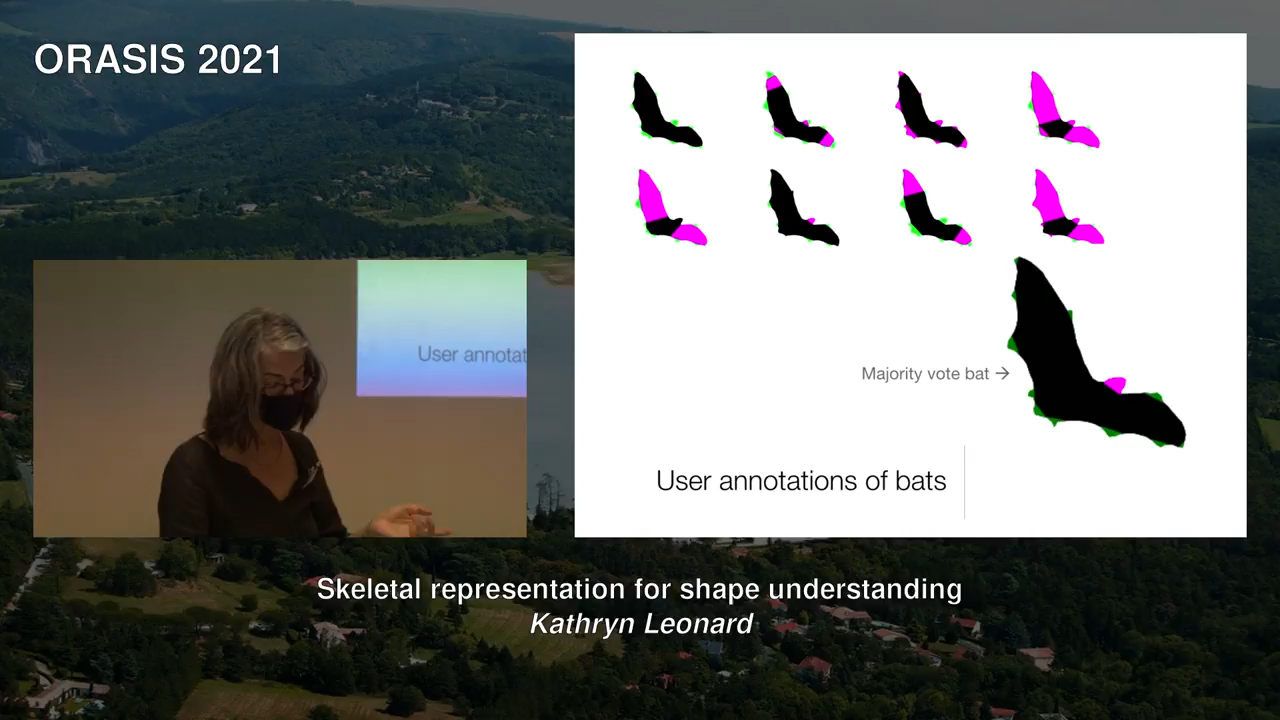 ORASIS 2021
Majority vote bat →
User annotations of bats
User annotat
Skeletal representation for shape understanding
Kathryn Leonard